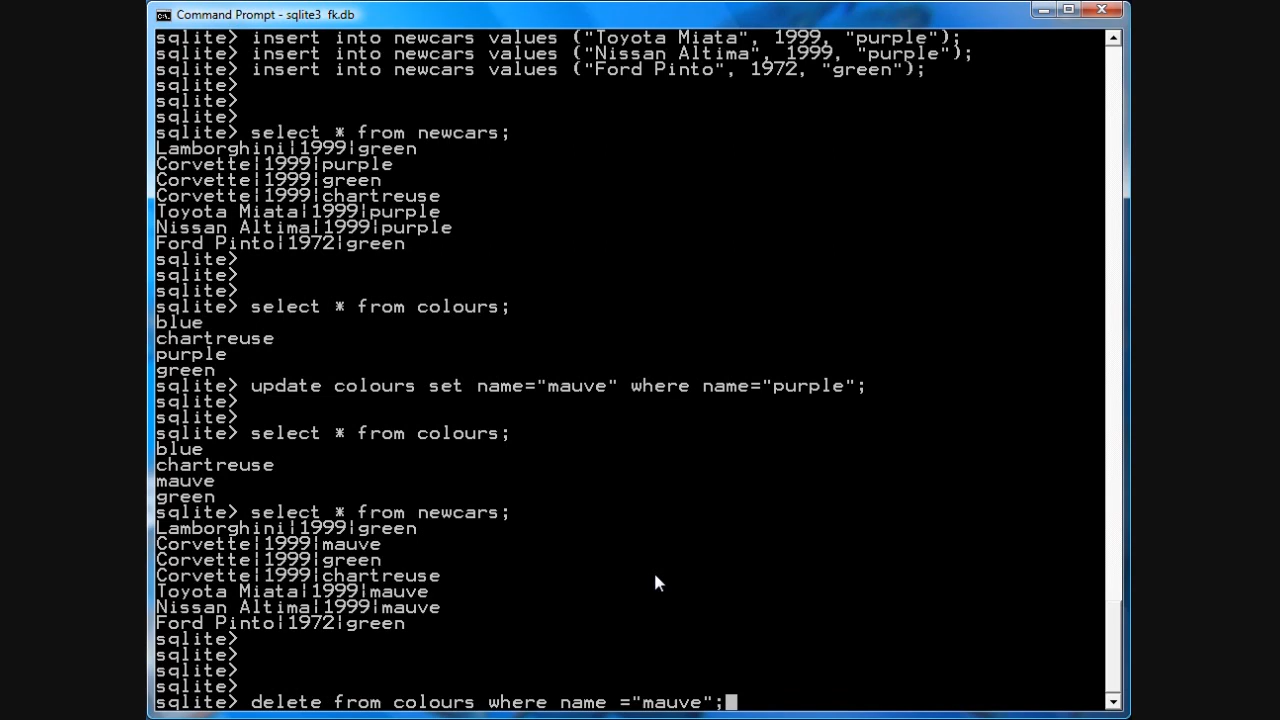 Command Prompt - sqlite3 fk.db
sqlite> insert into newcars values ("Toyota Miata", 1999, "purple");
sqlite> insert into newcars values ("Nissan Altima", 1999, "purple");
sqlite> insert into newcars values ("Ford Pinto", 1972, "green");
sqlite>
sqlite>
sqlite>
sqlite> select * from newcars;
Lamborghini|1999|green
Corvette|1999|purple
Corvette|1999|green
Corvette|1999|chartreuse
Toyota Miata|1999|purple
Nissan Altima|1999|purple
Ford Pinto|1972|green
sqlite>
sqlite>
sqlite>
sqlite> select * from colours;
blue
chartreuse
purple
green
sqlite> update colours set name="mauve" where name="purple";
sqlite>
sqlite>
sqlite> select * from colours;
blue
chartreuse
mauve
green
sqlite> select * from newcars;
Lamborghini|1999|green
Corvette|1999|mauve
Corvette|1999|green
Corvette|1999|chartreuse
Toyota Miata|1999|mauve
Nissan Altima|1999|mauve
Ford Pinto|1972|green
sqlite>
sqlite>
sqlite>
sqlite>
sqlite> delete from colours where name ="mauve";